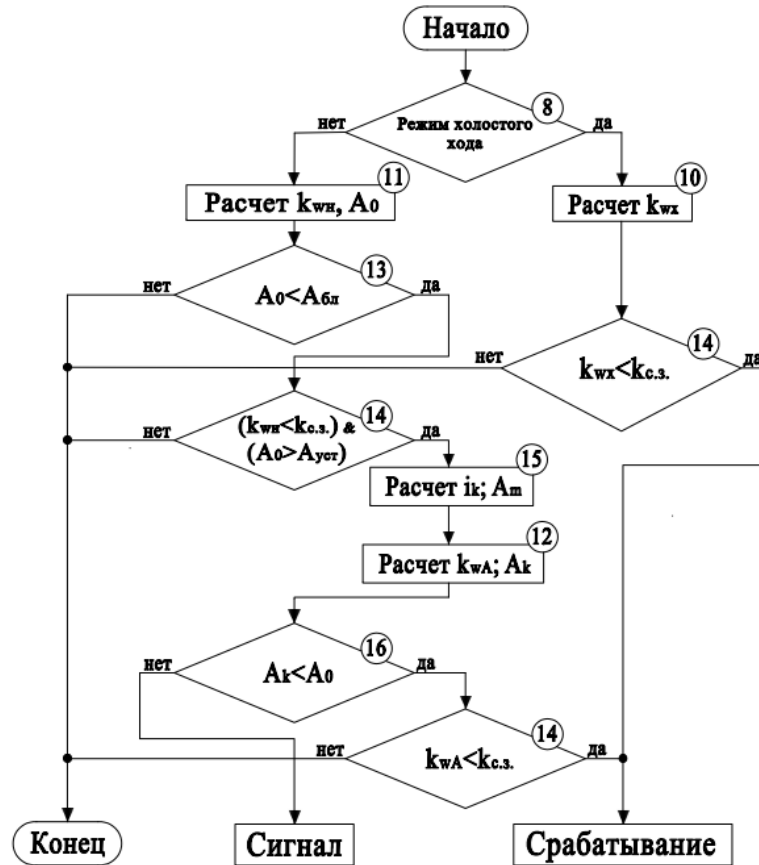 Начало
8
нет
Режим холостого
хода
да
11
Расчет kwн, A0
10
Расчет kwx
13
нет
A0<Aбл
да
14
нет
kwx<kс.з.
да
14
нет
(kwн<kс.з.) &
(A0>Aуст)
да
15
Расчет ik; Am
12
Расчет kwA; Ak
16
нет
Ak<A0
да
14
нет
kwA<kс.з.
да
Конец
Сигнал
Срабатывание